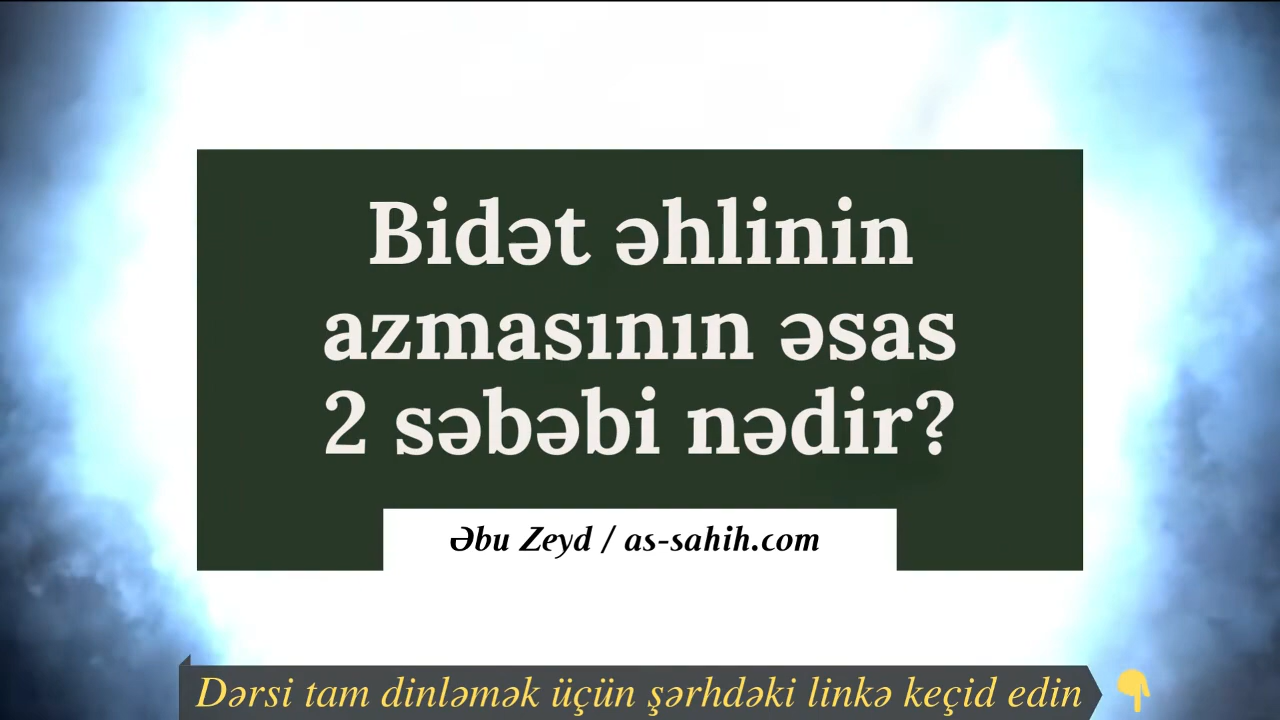 Bidət əhlinin
azmasının əsas
2 səbəbi nədir?
Əbu Zeyd / as-sahih.com
Dərsi tam dinləmək üçün şərhdəki linkə keçid edin